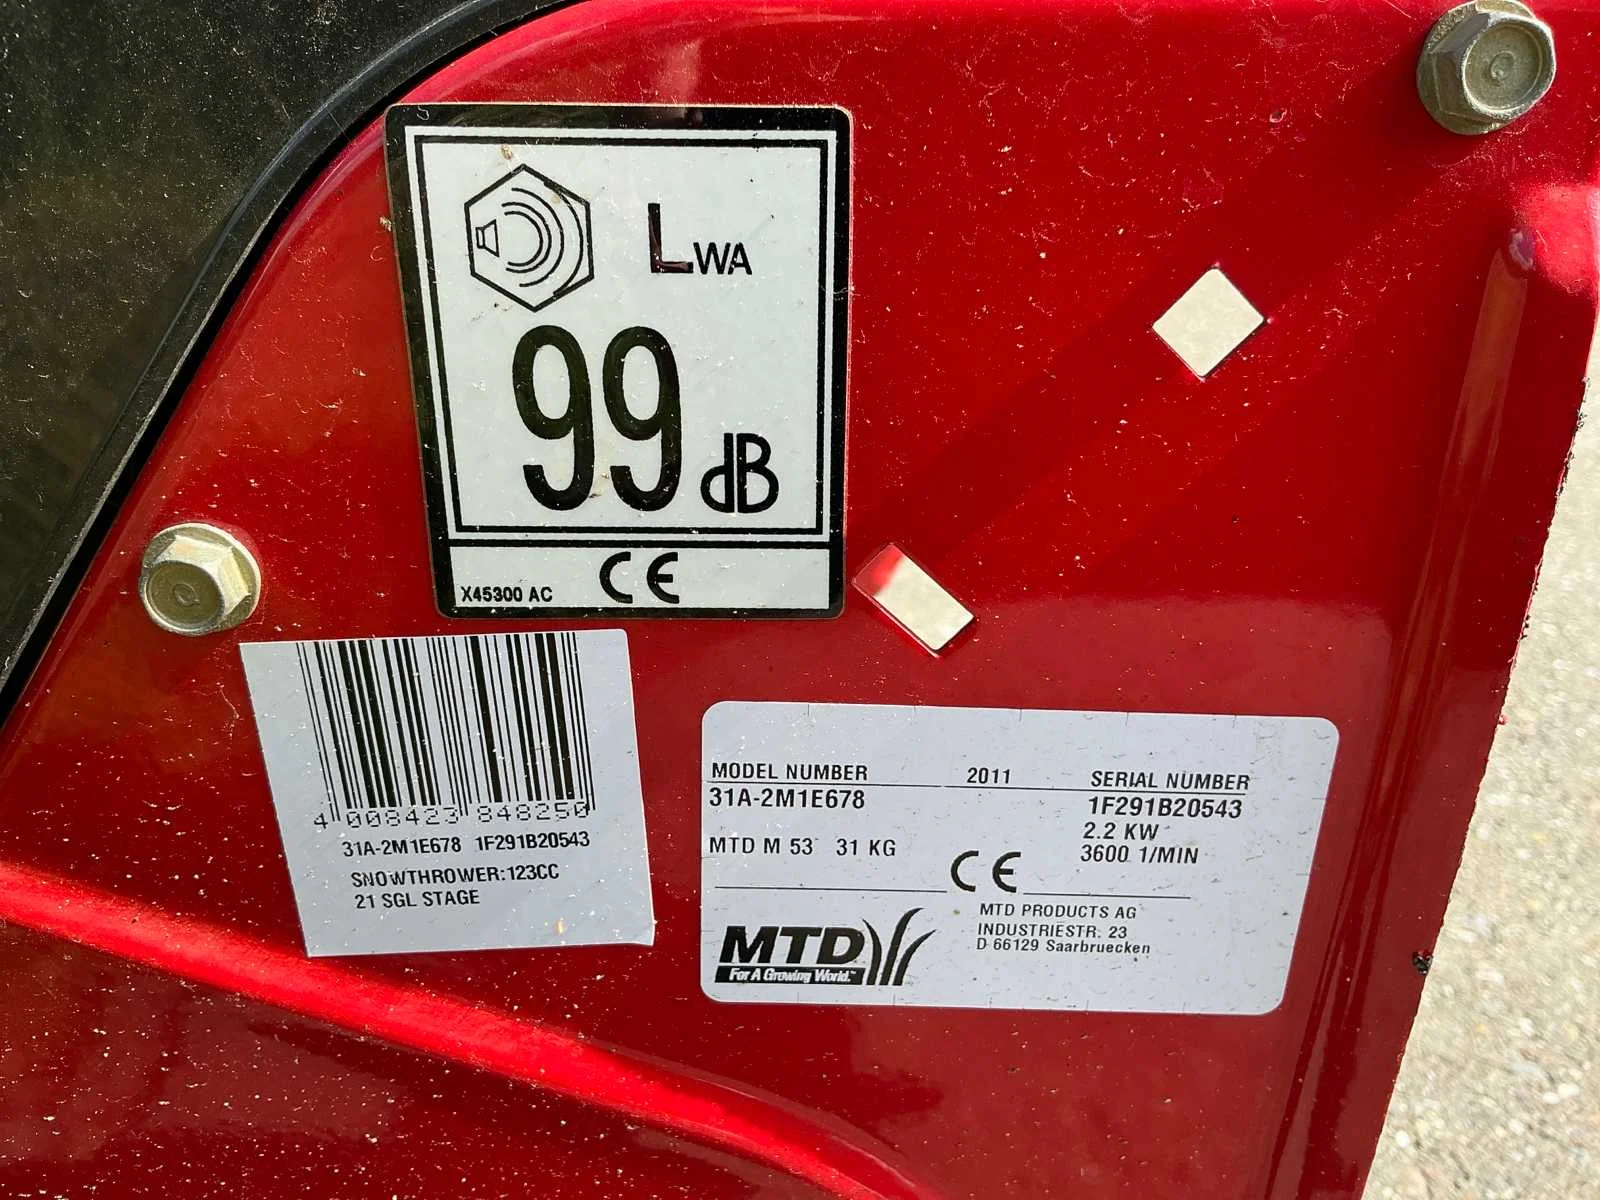 LWA
99 dB
CE
X45300 AC
4 008423 848250
31A-2M1E678 1F291B20543
SNOWTHROWER:123CC
21 SGL STAGE
MODEL NUMBER 2011 SERIAL NUMBER
31A-2M1E678 1F291B20543
2.2 KW
MTD M 53 31 KG 3600 1/MIN
CE
MTD PRODUCTS AG
INDUSTRIESTR. 23
D 66129 Saarbruecken
MTD
For A Growing World.™